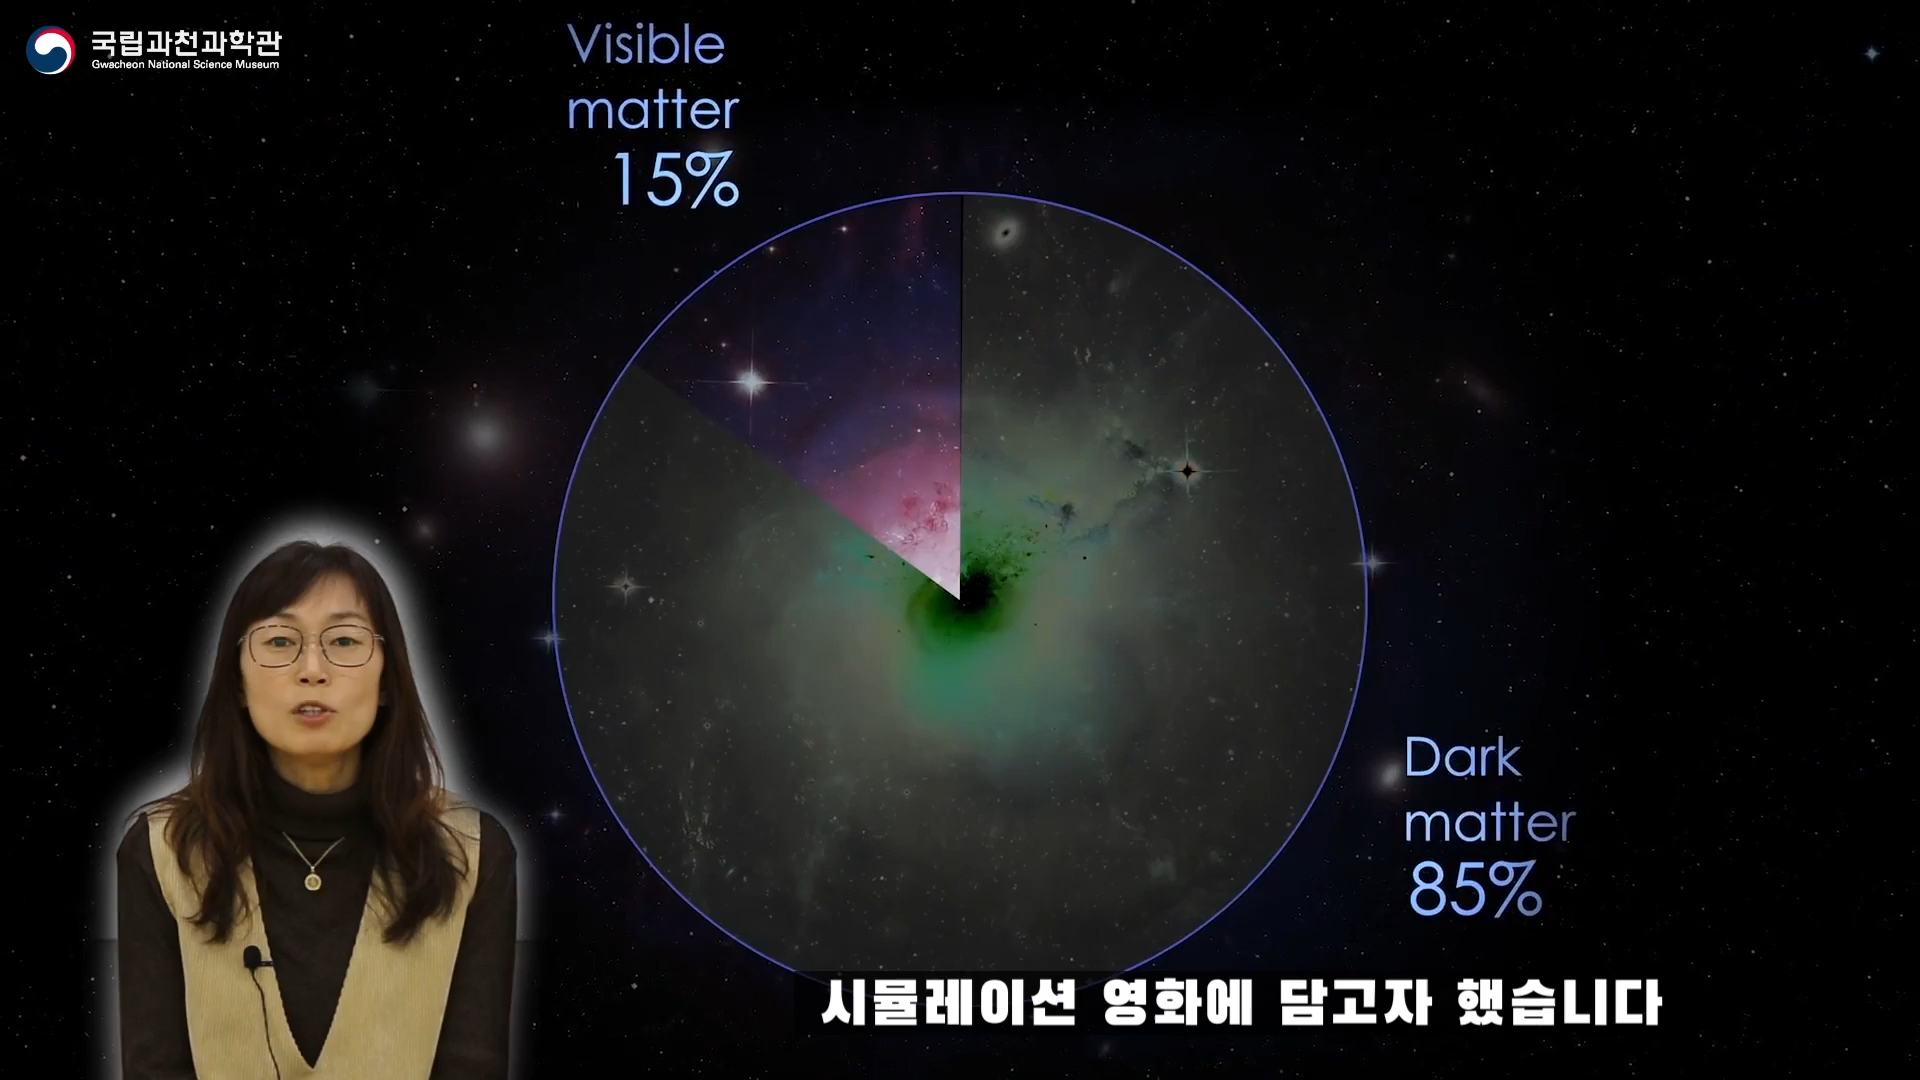 국립과천과학관
Gwacheon National Science Museum
Visible
matter
15%
Dark
matter
85%
시뮬레이션 영화에 담고자 했습니다